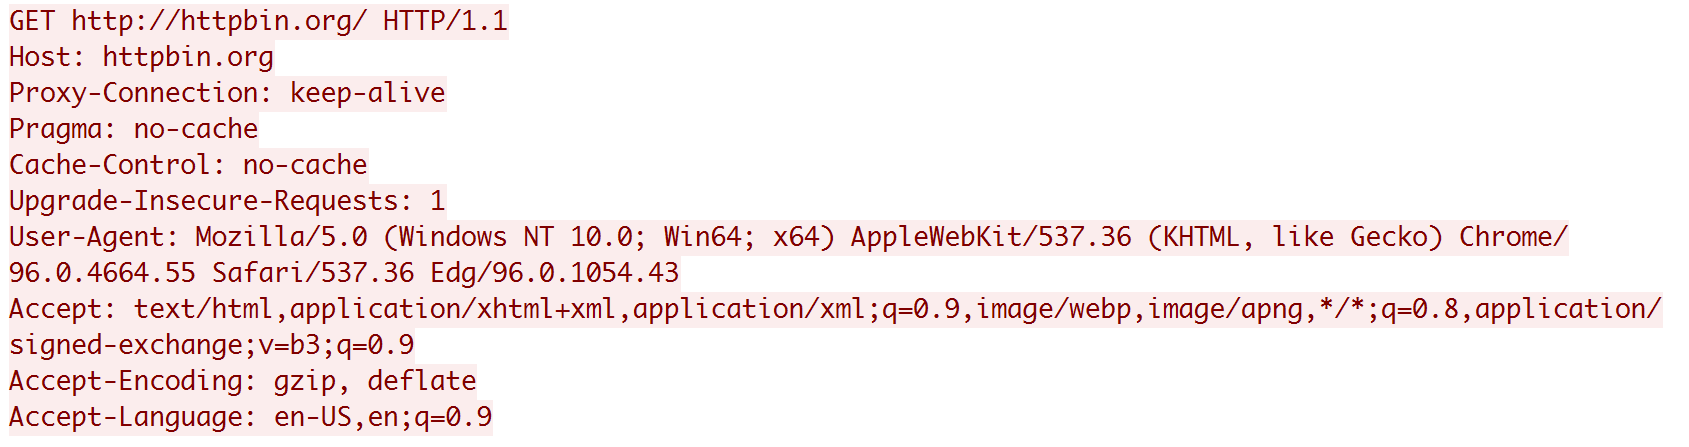 GET http://httpbin.org/ HTTP/1.1
Host: httpbin.org
Proxy-Connection: keep-alive
Pragma: no-cache
Cache-Control: no-cache
Upgrade-Insecure-Requests: 1
User-Agent: Mozilla/5.0 (Windows NT 10.0; Win64; x64) AppleWebKit/537.36 (KHTML, like Gecko) Chrome/
96.0.4664.55 Safari/537.36 Edg/96.0.1054.43
Accept: text/html,application/xhtml+xml,application/xml;q=0.9,image/webp,image/apng,*/*;q=0.8,application/
signed-exchange;v=b3;q=0.9
Accept-Encoding: gzip, deflate
Accept-Language: en-US,en;q=0.9